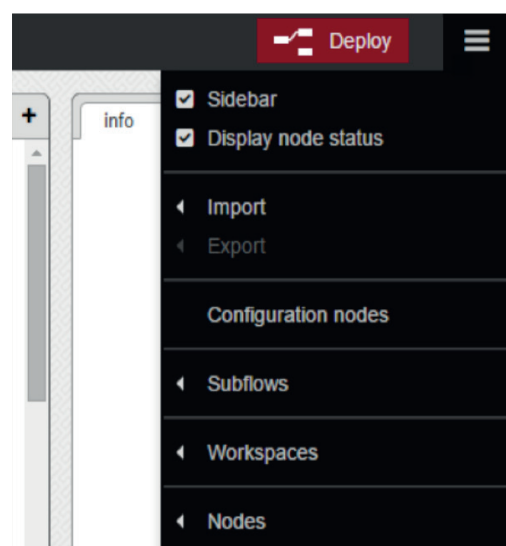 Deploy
+
info
Sidebar
Display node status
Import
Export
Configuration nodes
Subflows
Workspaces
Nodes